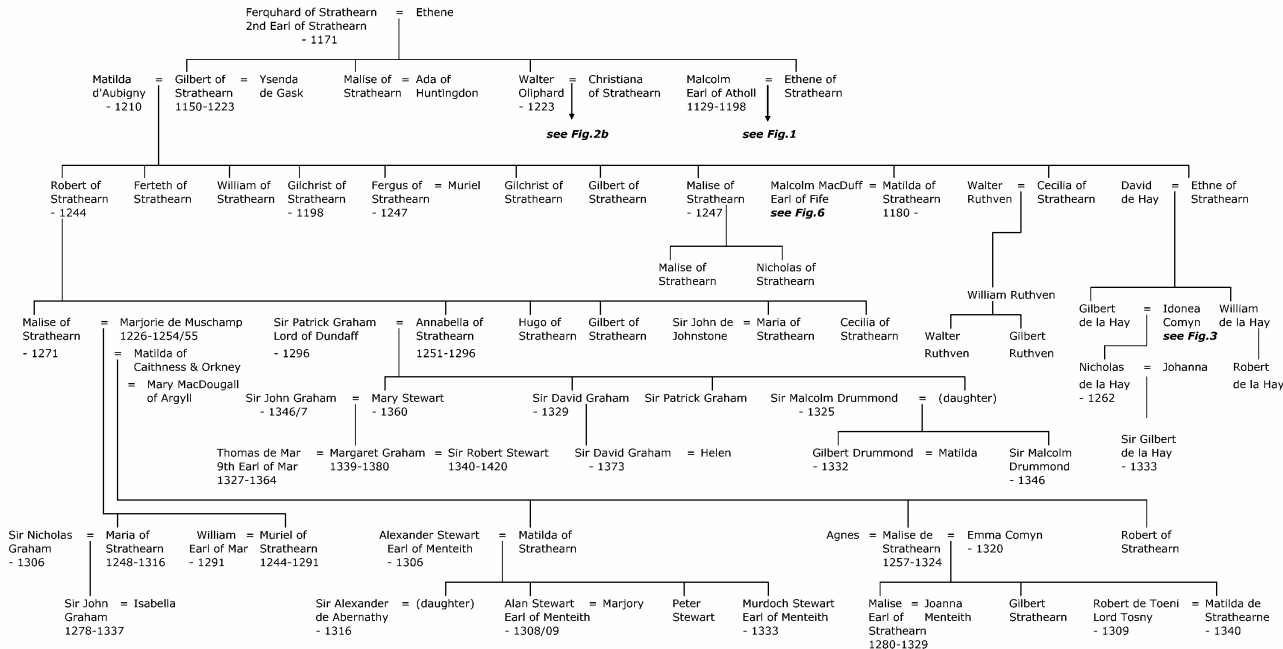 Ferquhard of Strathearn = Ethene
2nd Earl of Strathearn
- 1171
Matilda = Gilbert of = Ysenda Malise of = Ada of Walter = Christiana Malcolm = Ethene of
d'Aubigny Strathearn de Gask Strathearn Huntingdon Oliphard of Strathearn Earl of Atholl Strathearn
- 1210 1150-1223 - 1223 1129-1198
see Fig.2b see Fig.1
Robert of Ferteth of William of Gilchrist of Fergus of = Muriel Gilchrist of Gilbert of Malise of Malcolm MacDuff = Matilda of Walter = Cecilia of David = Ethne of
Strathearn Strathearn Strathearn Strathearn Strathearn Strathearn Strathearn Strathearn Earl of Fife Strathearn Ruthven Strathearn de Hay Strathearn
- 1244 - 1198 - 1247 - 1247 see Fig.6 1180 -
Malise of Nicholas of
Strathearn Strathearn
William Ruthven
Gilbert = Idonea William
de la Hay Comyn de la Hay
see Fig.3
Malise of = Marjorie de Muschamp Sir Patrick Graham = Annabella of Hugo of Gilbert of Sir John de = Maria of Cecilia of Walter Gilbert
Strathearn 1226-1254/55 Lord of Dundaff Strathearn Strathearn Strathearn Johnstone Strathearn Strathearn Ruthven Ruthven
- 1271 - 1296 1251-1296
= Matilda of
Caithness & Orkney
= Mary MacDougall
of Argyll
Nicholas = Johanna Robert
de la Hay de la Hay
- 1262
Sir John Graham = Mary Stewart Sir David Graham Sir Patrick Graham Sir Malcolm Drummond = (daughter)
- 1346/7 - 1360 - 1329 - 1325
Sir Gilbert
de la Hay
- 1333
Thomas de Mar = Margaret Graham = Sir Robert Stewart Sir David Graham = Helen Gilbert Drummond = Matilda Sir Malcolm
9th Earl of Mar 1339-1380 1340-1420 - 1373 - 1332 Drummond
1327-1364 - 1346
Sir Nicholas = Maria of William = Muriel of Alexander Stewart = Matilda of Agnes = Malise de = Emma Comyn Robert of
Graham Strathearn Earl of Mar Strathearn Earl of Menteith Strathearn Strathearn - 1320 Strathearn
- 1306 1248-1316 - 1291 1244-1291 - 1306 1257-1324
Sir John = Isabella Sir Alexander = (daughter) Alan Stewart = Marjory Peter Murdoch Stewart Malise = Joanna Gilbert Robert de Toeni = Matilda de
Graham de Abernathy Earl of Menteith Stewart Earl of Menteith Earl of Menteith Strathearn Lord Tosny Strathearne
1278-1337 - 1316 - 1308/09 - 1333 Strathearn - 1309 - 1340
1280-1329